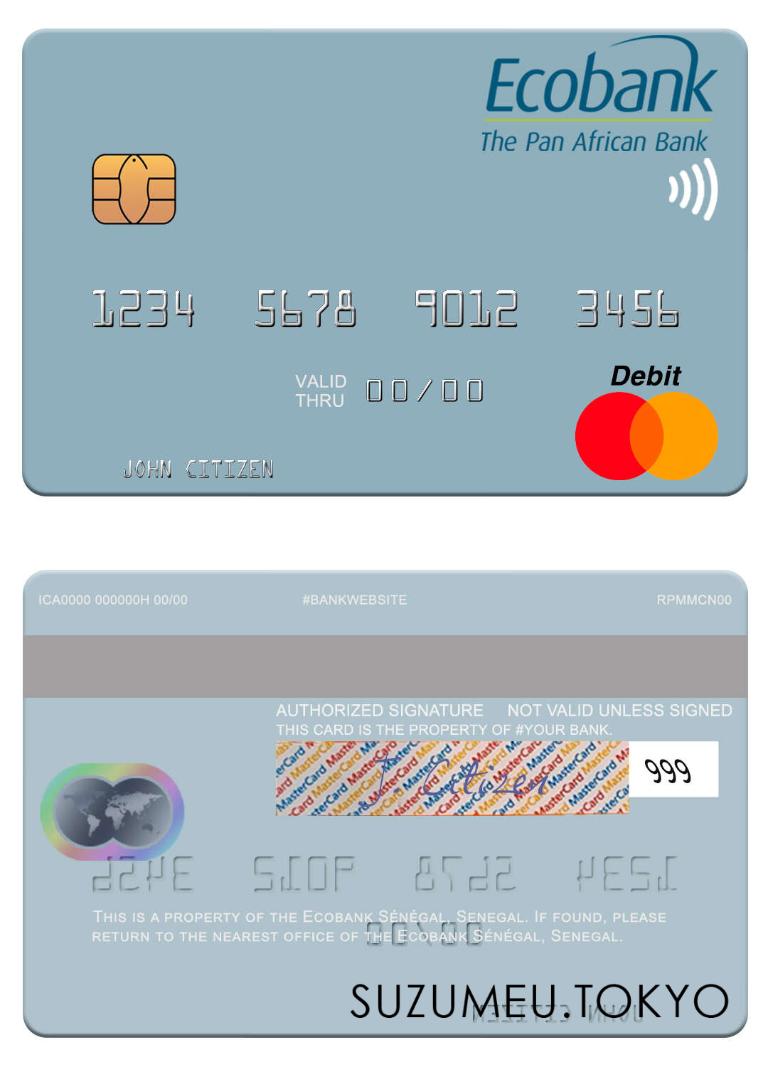 Ecobank
The Pan African Bank
1234 5678 9012 3456
VALID THRU 00/00
Debit
JOHN CITIZEN
ICA0000 000000H 00/00 #BANKWEBSITE RPMMCN00
AUTHORIZED SIGNATURE NOT VALID UNLESS SIGNED
THIS CARD IS THE PROPERTY OF #YOUR BANK.
MasterCard
J. Citizen
999
THIS IS A PROPERTY OF THE ECOBANK SÉNÉGAL, SENEGAL. IF FOUND, PLEASE
RETURN TO THE NEAREST OFFICE OF THE ECOBANK SÉNÉGAL, SENEGAL.
SUZUMEU.TOKYO